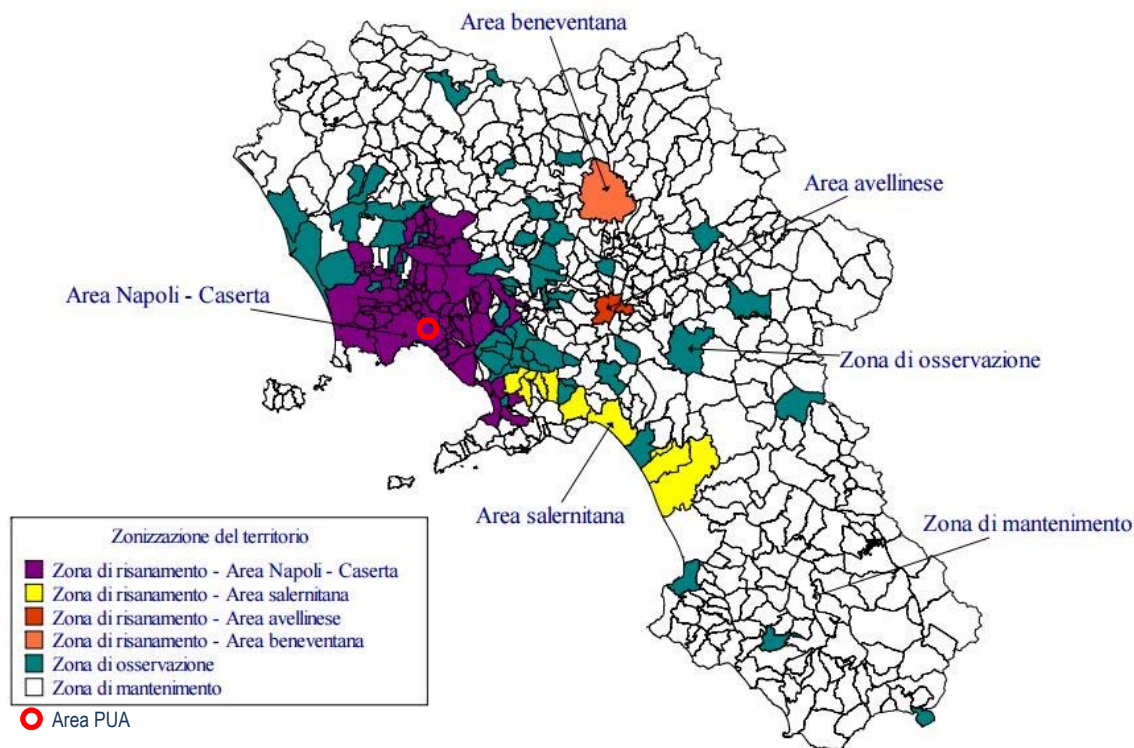 Area beneventana
Area avellinese
Area Napoli - Caserta
Zona di osservazione
Area salernitana
Zona di mantenimento
Zonizzazione del territorio
Zona di risanamento - Area Napoli - Caserta
Zona di risanamento - Area salernitana
Zona di risanamento - Area avellinese
Zona di risanamento - Area beneventana
Zona di osservazione
Zona di mantenimento
Area PUA